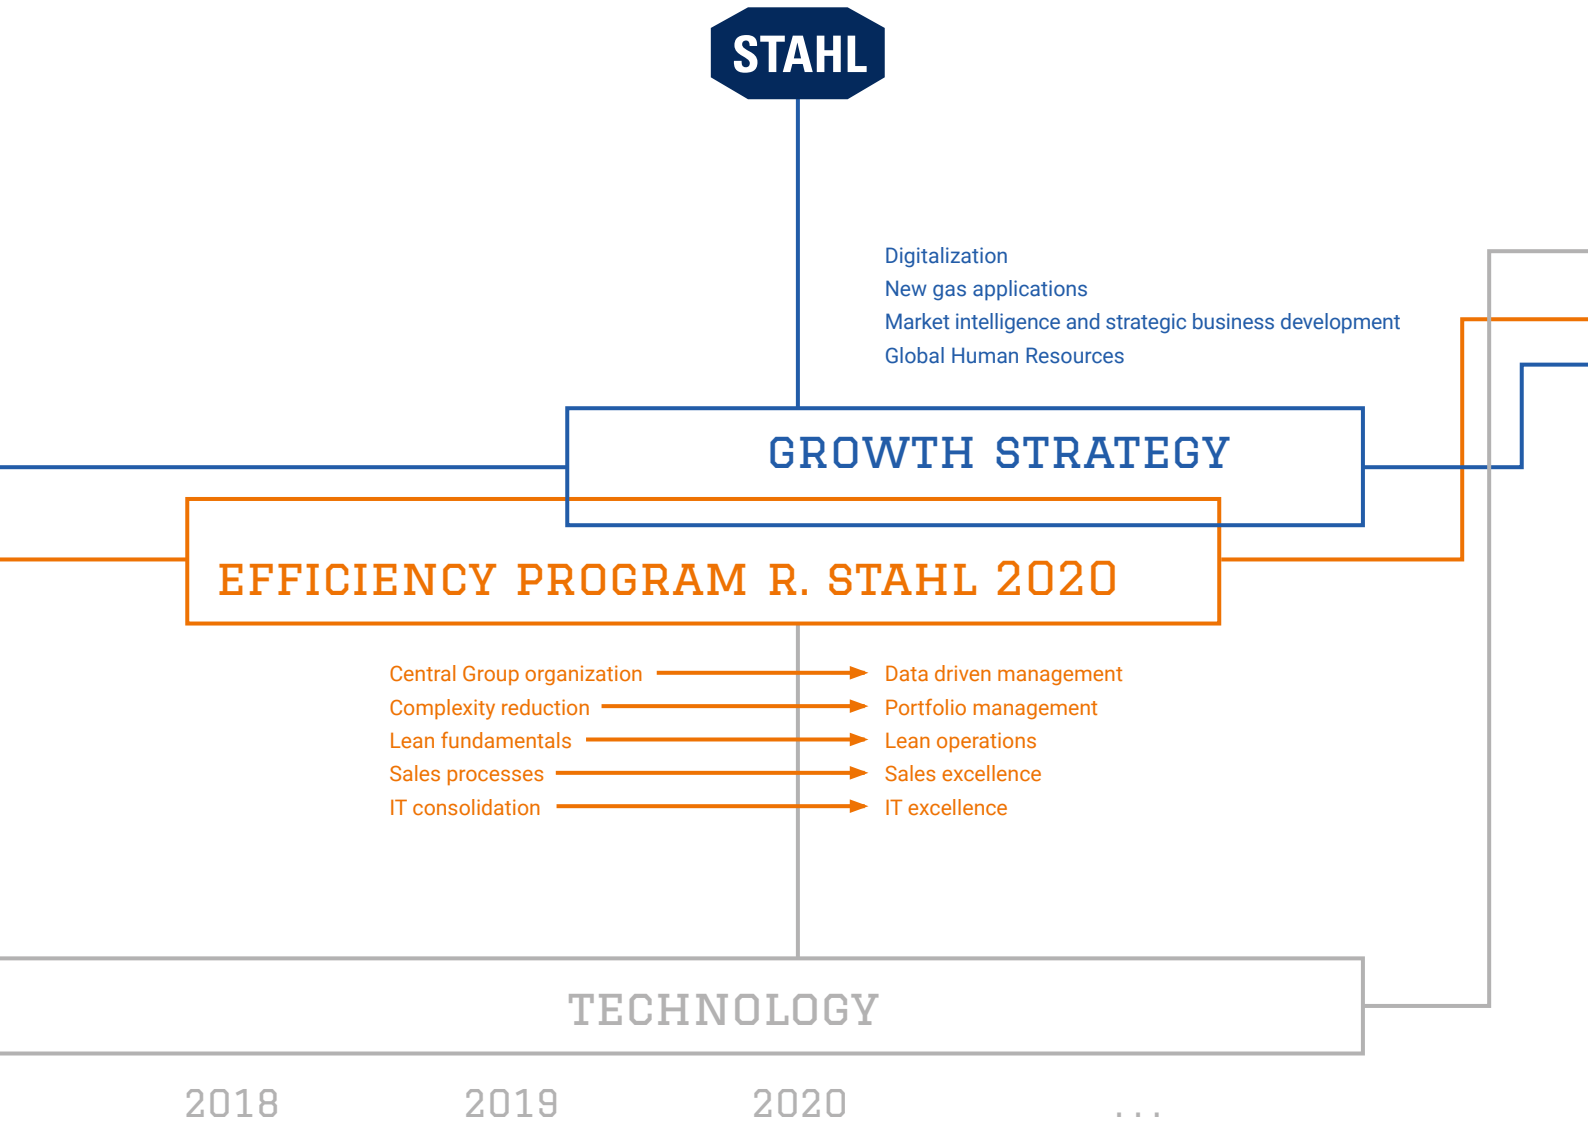 STAHL
Digitalization
New gas applications
Market intelligence and strategic business development
Global Human Resources
GROWTH STRATEGY
EFFICIENCY PROGRAM R. STAHL 2020
Central Group organization Data driven management
Complexity reduction Portfolio management
Lean fundamentals Lean operations
Sales processes Sales excellence
IT consolidation IT excellence
TECHNOLOGY
2018 2019 2020 ...